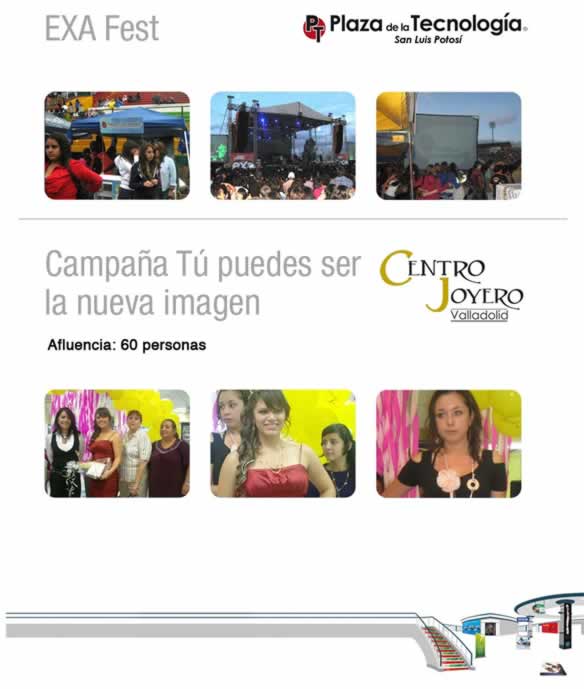 EXA Fest
PT Plaza de la Tecnología®
San Luis Potosí
Campaña Tú puedes ser
la nueva imagen
CENTRO
JOYERO
Valladolid
Afluencia: 60 personas